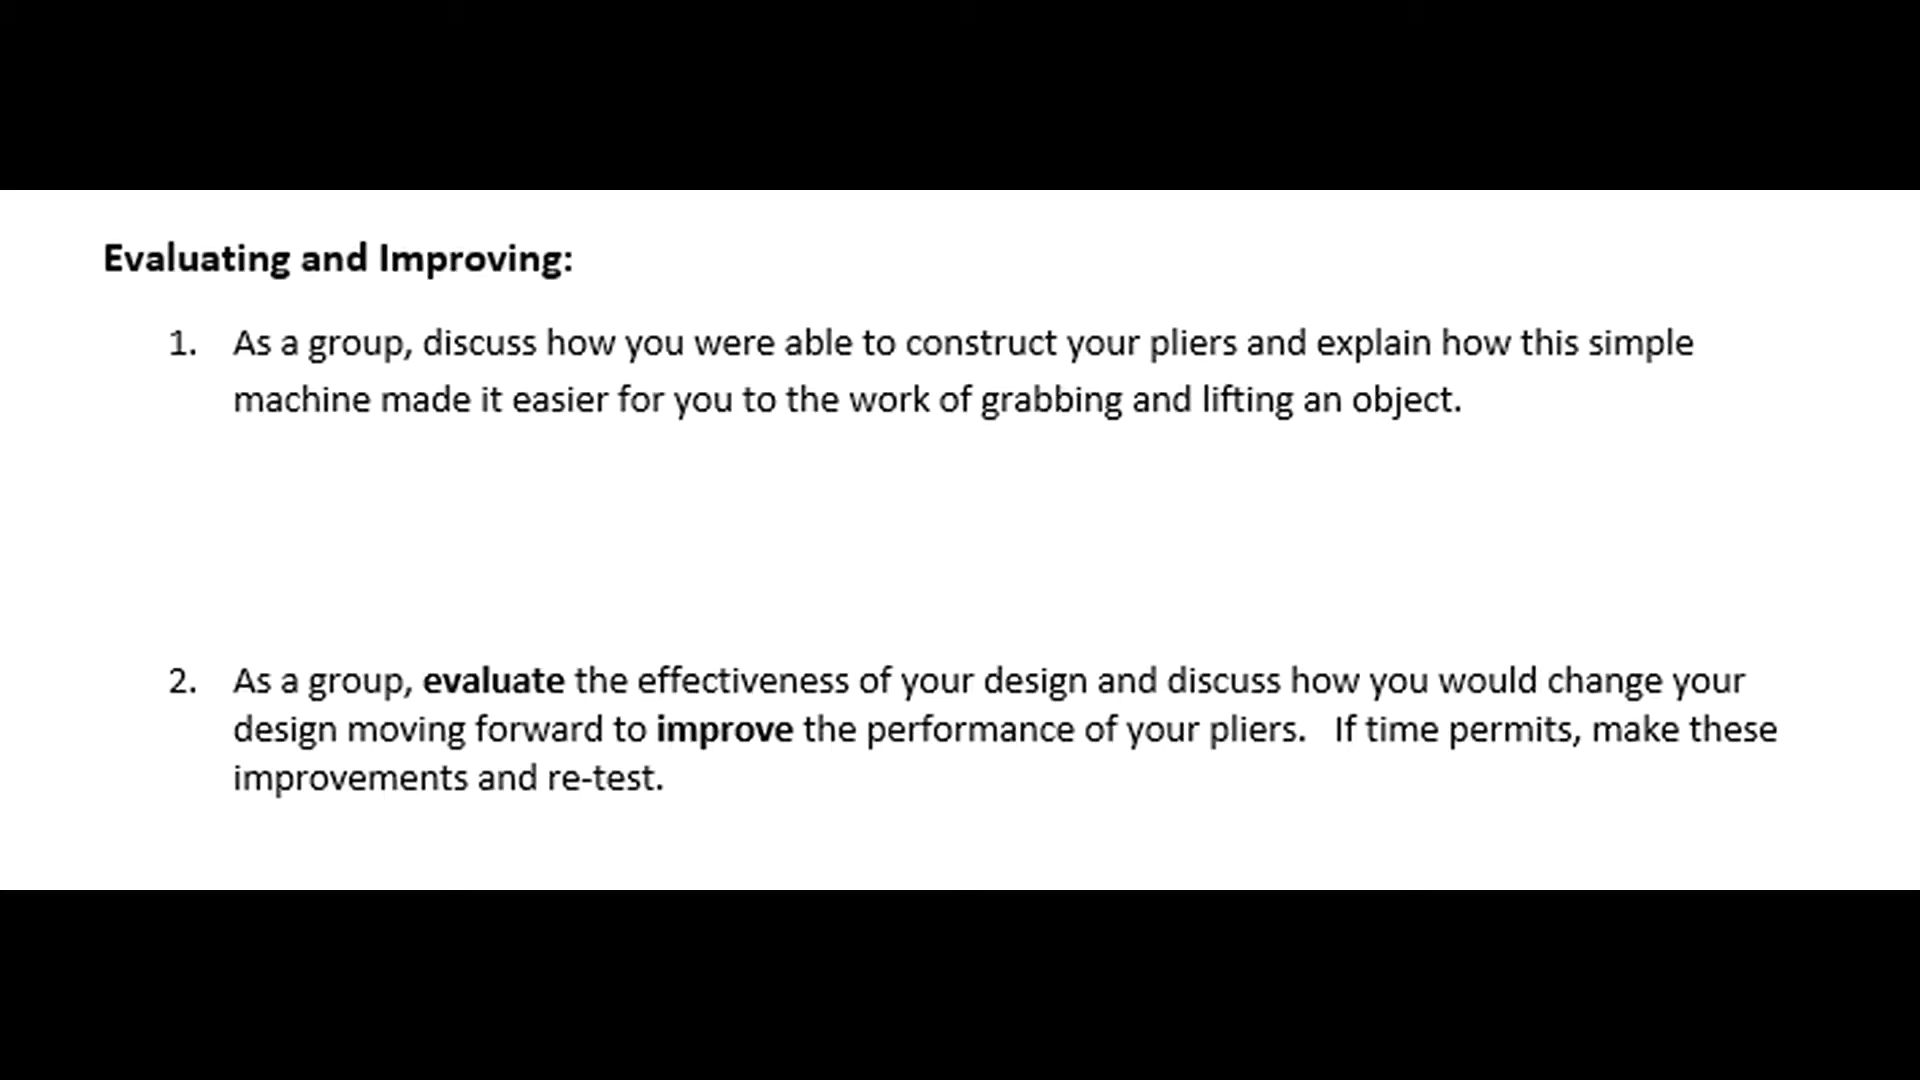 Evaluating and Improving:
1. As a group, discuss how you were able to construct your pliers and explain how this simple
machine made it easier for you to the work of grabbing and lifting an object.
2. As a group, evaluate the effectiveness of your design and discuss how you would change your
design moving forward to improve the performance of your pliers. If time permits, make these
improvements and re-test.